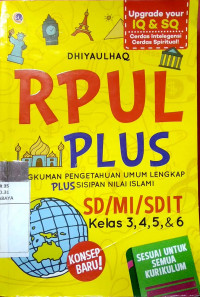 Upgrade your
IQ & SQ
Cerdas Intelegensi
Cerdas Spiritual!
DHIYAULHAQ
RPUL
PLUS
GKUMAN PENGETAHUAN UMUM LENGKAP
PLUS SISIPAN NILAI ISLAMI
SD/MI/SDIT
Kelas 3, 4, 5, & 6
KONSEP
BARU!
SESUAI UNTUK
SEMUA
KURIKULUM